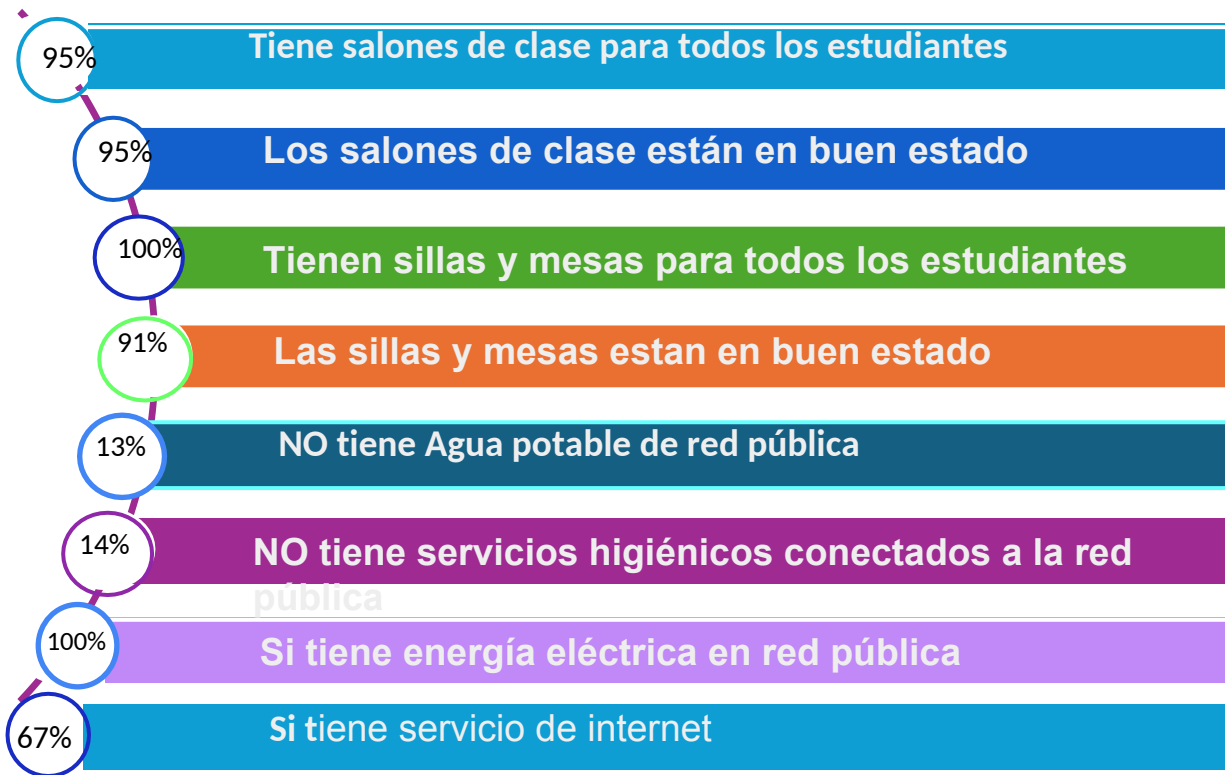 95% Tiene salones de clase para todos los estudiantes
95% Los salones de clase están en buen estado
100% Tienen sillas y mesas para todos los estudiantes
91% Las sillas y mesas estan en buen estado
13% NO tiene Agua potable de red pública
14% NO tiene servicios higiénicos conectados a la red
pública
100% Si tiene energía eléctrica en red pública
67% Si tiene servicio de internet